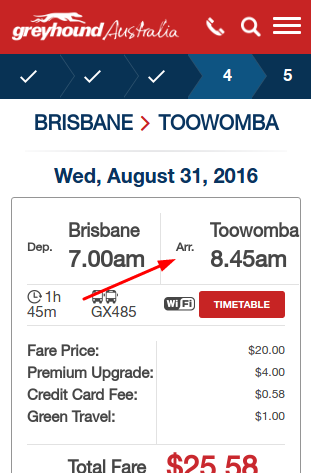 greyhound Australia
4 5
BRISBANE > TOOWOMBA
Wed, August 31, 2016
Brisbane Toowomba
Dep. 7.00am Arr. 8.45am
1h WiFi TIMETABLE
45m GX485
Fare Price: $20.00
Premium Upgrade: $4.00
Credit Card Fee: $0.58
Green Travel: $1.00
Total Fare $25.58